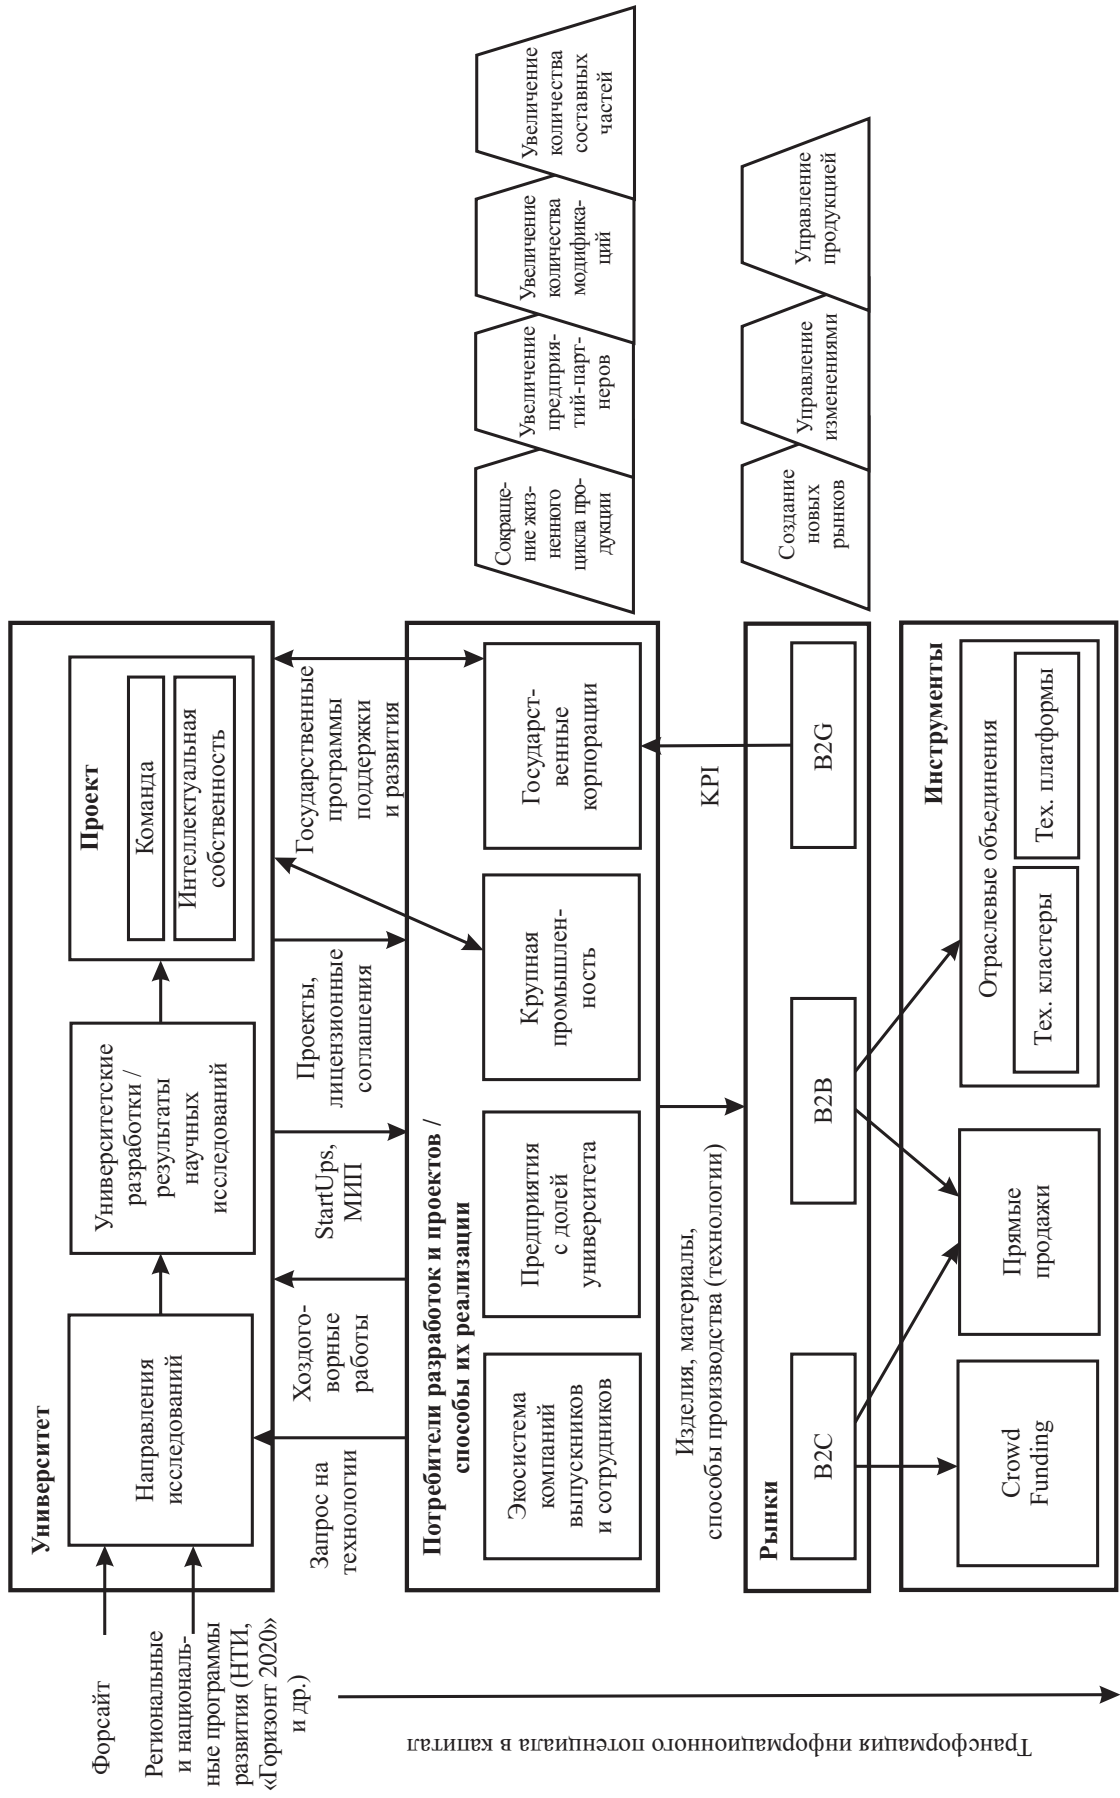 Форсайт
Региональные
и националь-
ные программы
развития (НТИ,
«Горизонт 2020»
и др.)
Трансформация информационного потенциала в капитал
Университет
Направления
исследований
Университетские
разработки /
результаты
научных
исследований
Проект
Команда
Интеллектуальная
собственность
Запрос на
технологии
Хоздого-
ворные
работы
StartUps,
МИП
Проекты,
лицензионные
соглашения
Государственные
программы
поддержки
и развития
Потребители разработок и проектов /
способы их реализации
Экосистема
компаний
выпускников
и сотрудников
Предприятия
с долей
университета
Крупная
промышлен-
ность
Государст-
венные
корпорации
Сокраще-
ние жиз-
ненного
цикла про-
дукции
Увеличение
предприя-
тий-парт-
неров
Увеличение
количества
модифика-
ций
Увеличение
количества
составных
частей
Изделия, материалы,
способы производства (технологии)
KPI
Рынки
B2C
B2B
B2G
Создание
новых
рынков
Управление
изменениями
Управление
продукцией
Инструменты
Crowd
Funding
Прямые
продажи
Отраслевые объединения
Тех. кластеры
Тех. платформы